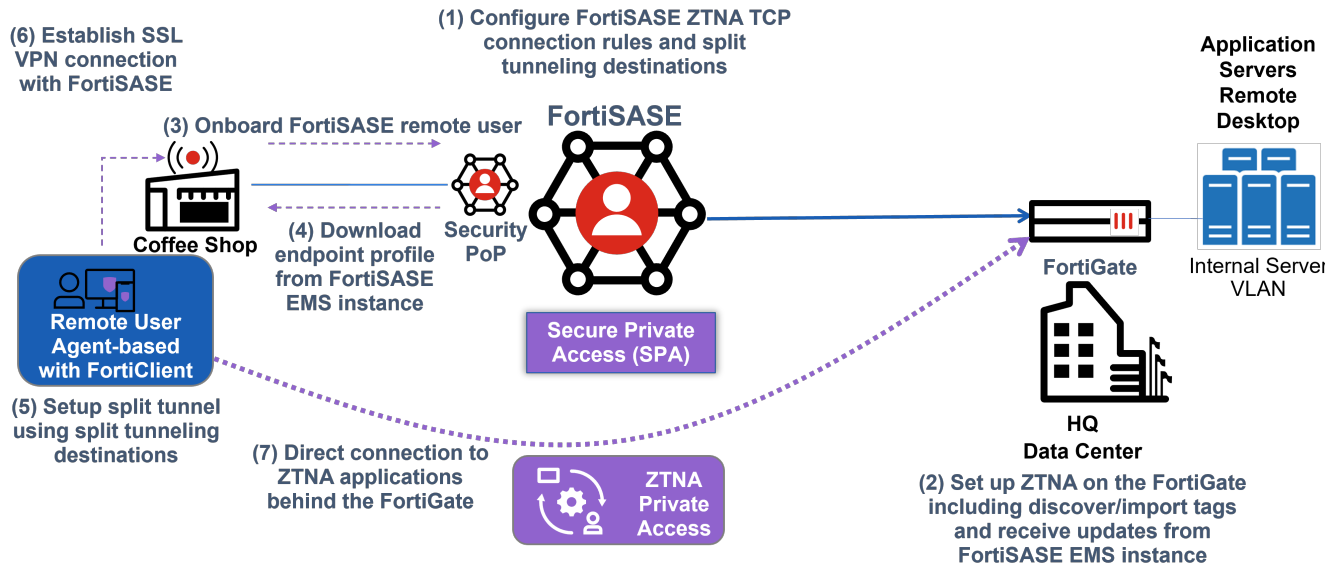 (1) Configure FortiSASE ZTNA TCP
connection rules and split
tunneling destinations
(6) Establish SSL
VPN connection
with FortiSASE
Application
Servers
Remote
Desktop
FortiSASE
(3) Onboard FortiSASE remote user
Coffee Shop
(4) Download
endpoint profile
from FortiSASE
EMS instance
Security
PoP
FortiGate
Internal Server
VLAN
Remote User
Agent-based
with FortiClient
Secure Private
Access (SPA)
(5) Setup split tunnel
using split tunneling
destinations
HQ
Data Center
(7) Direct connection to
ZTNA applications
behind the FortiGate
ZTNA
Private
Access
(2) Set up ZTNA on the FortiGate
including discover/import tags
and receive updates from
FortiSASE EMS instance